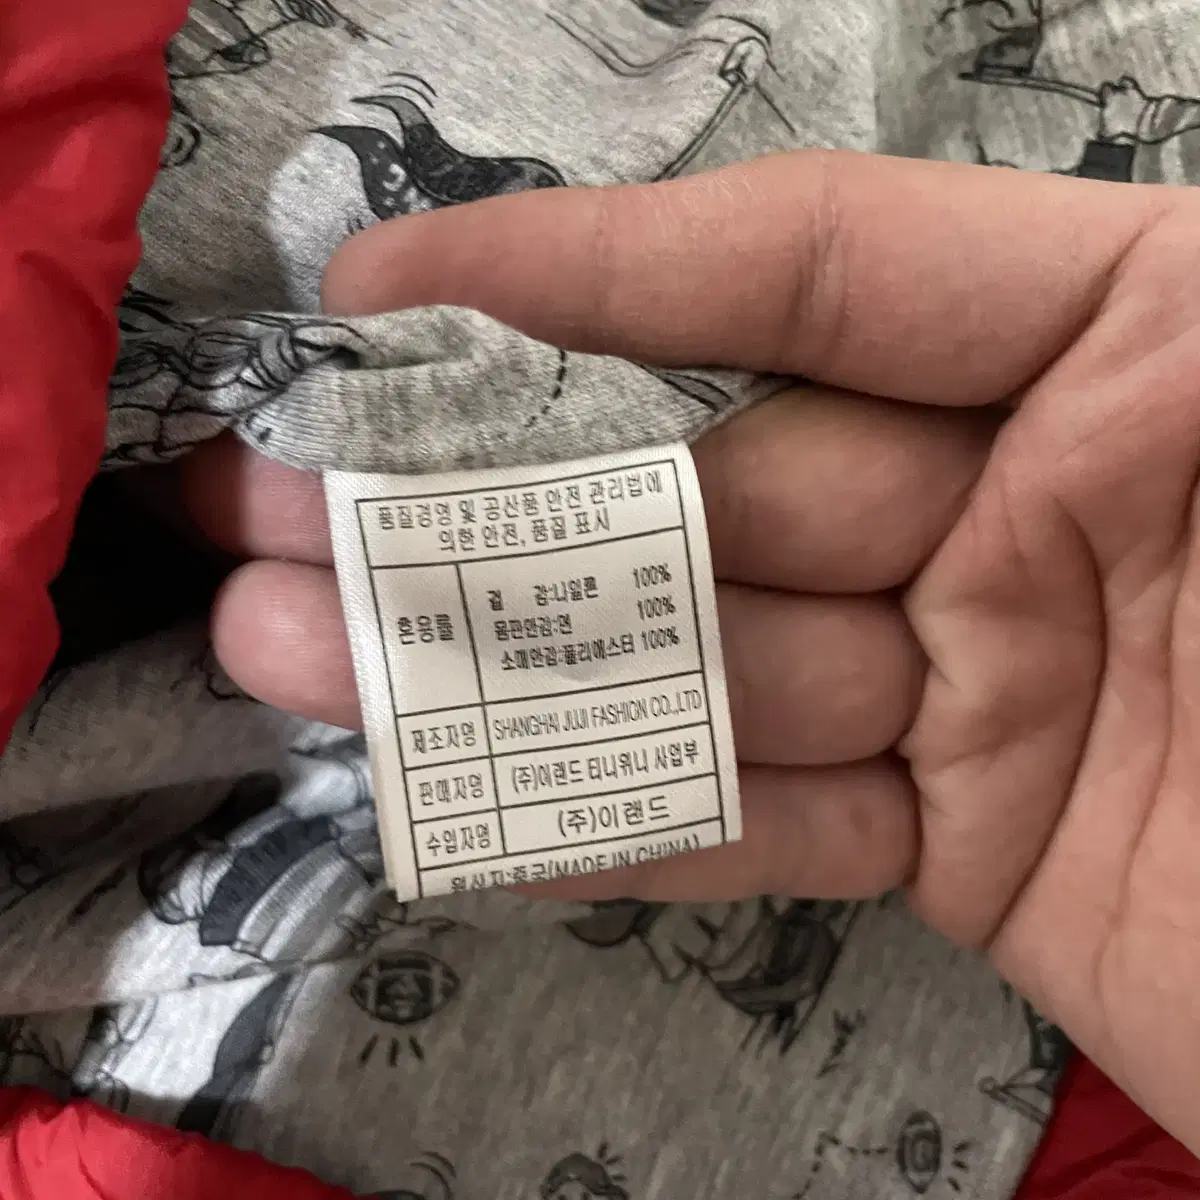 품질경영 및 공산품 안전 관리법에
의한 안전, 품질 표시
혼용률
겉 감:나일론 100%
몸판안감:면 100%
소매안감:폴리에스터 100%
제조자명 SHANGHAI JUJI FASHION CO.,LTD
판매자명 (주)이랜드 티니위니 사업부
수입자명 (주)이랜드
원산지:중국(MADE IN CHINA)